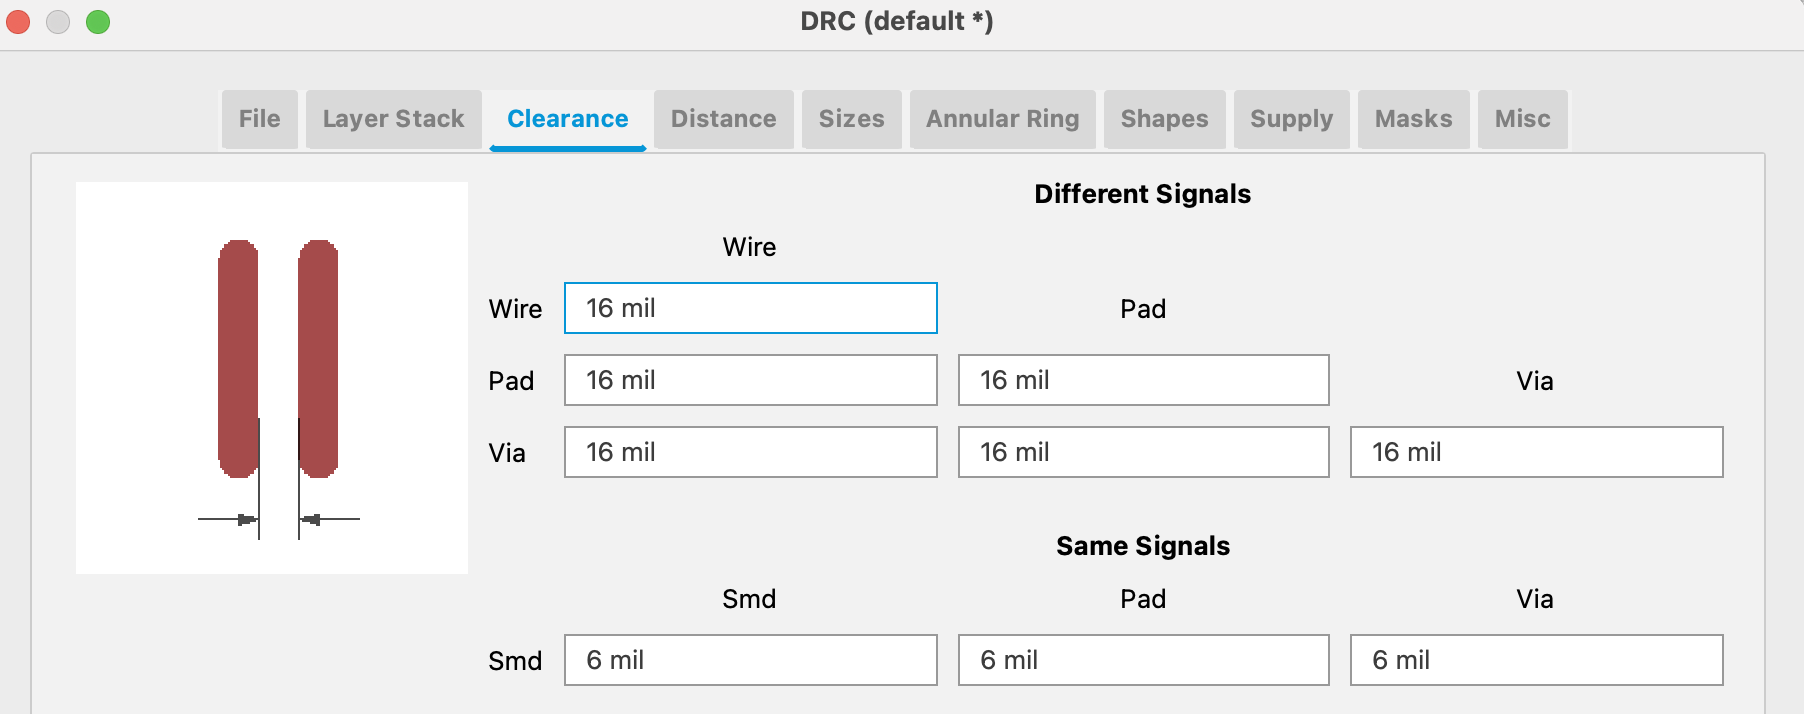 DRC (default *)
File Layer Stack Clearance Distance Sizes Annular Ring Shapes Supply Masks Misc
Different Signals
Wire
Wire 16 mil Pad
Pad 16 mil 16 mil Via
Via 16 mil 16 mil 16 mil
Same Signals
Smd Pad Via
Smd 6 mil 6 mil 6 mil